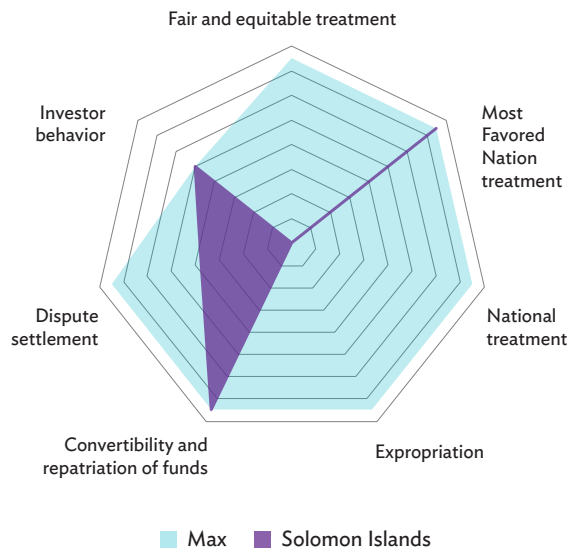 Fair and equitable treatment
Investor
behavior
Most
Favored
Nation
treatment
Dispute
settlement
National
treatment
Convertibility and
repatriation of funds
Expropriation
Max
Solomon Islands